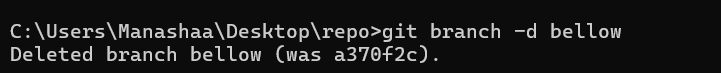 C:\Users\Manashaa\Desktop\repo>git branch -d bellow
Deleted branch bellow (was a370f2c).